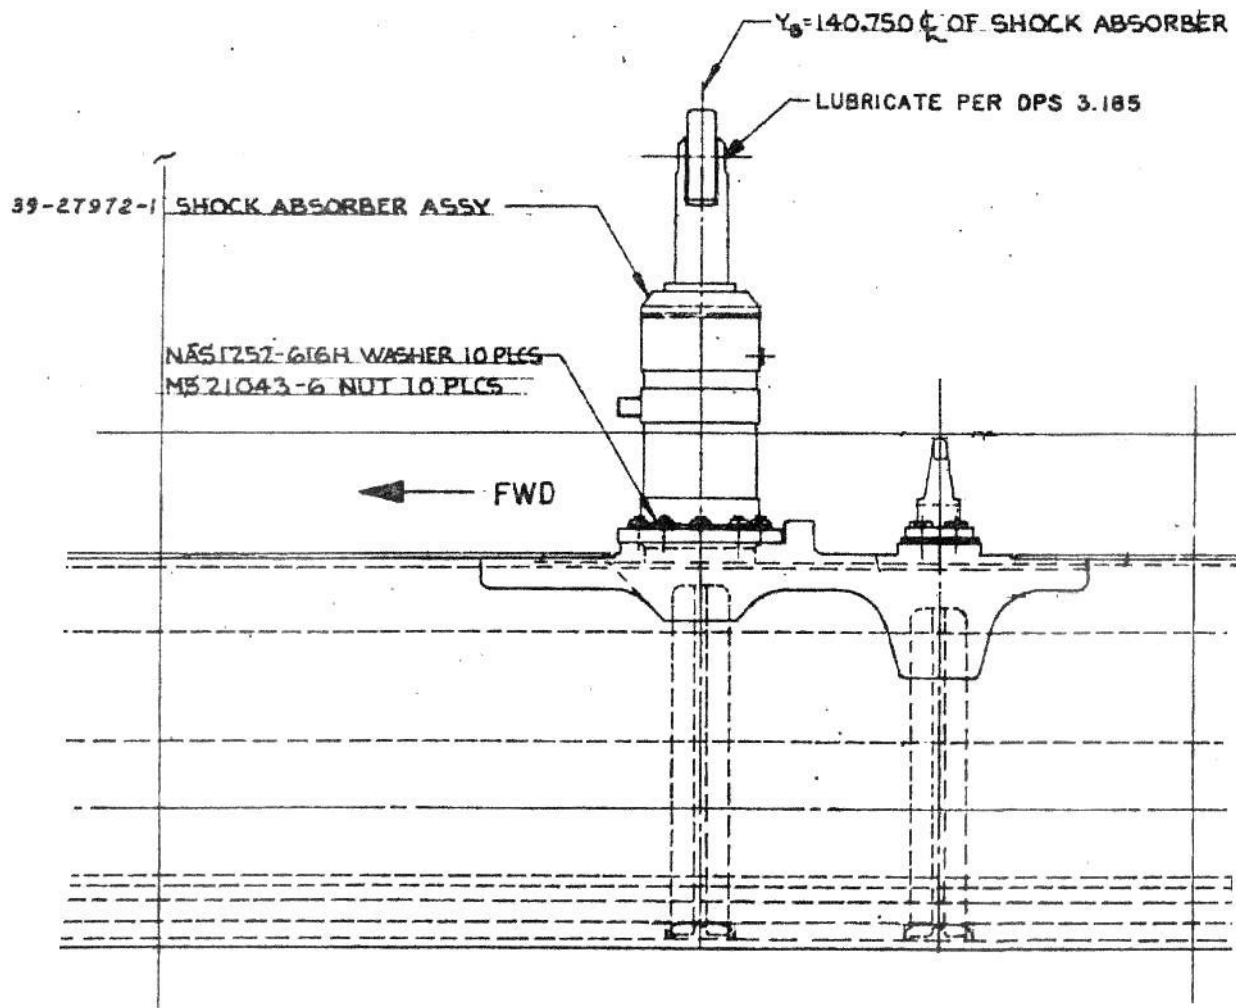 Y₈=140.750 ℄ OF SHOCK ABSORBER
LUBRICATE PER DPS 3.185
39-27972-1 SHOCK ABSORBER ASSY
NAS1252-616H WASHER 10 PLCS
MS21043-6 NUT 10 PLCS
FWD